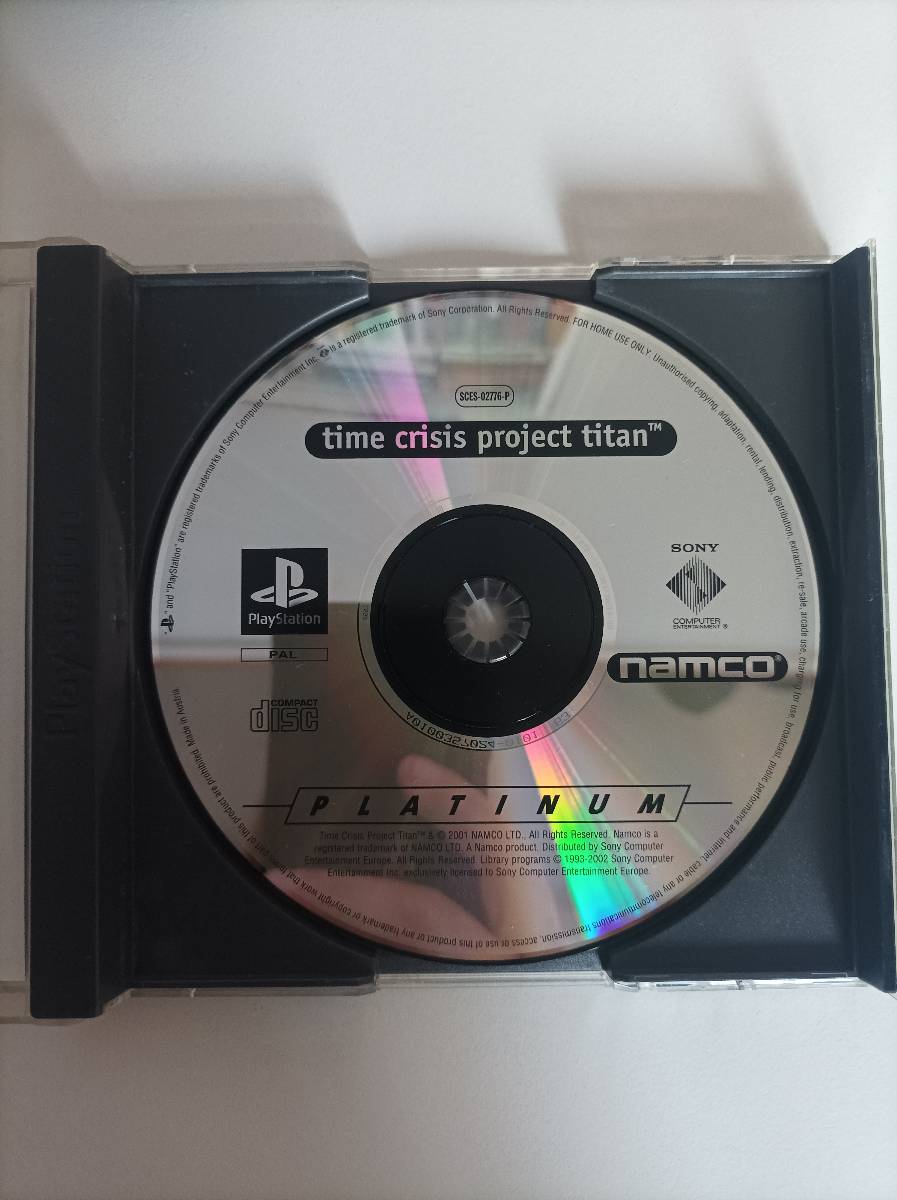 SCES-02776-P
time crisis project titan™
PlayStation
PAL
COMPACT
disc
SONY
COMPUTER
ENTERTAINMENT ®
namco®
PLATINUM
Time Crisis Project Titan™ & © 2001 NAMCO LTD., All Rights Reserved. Namco is a
registered trademark of NAMCO LTD. A Namco product. Distributed by Sony Computer
Entertainment Europe. All Rights Reserved. Library programs © 1993-2002 Sony Computer
Entertainment Inc. exclusively licensed to Sony Computer Entertainment Europe.
" and "PlayStation" are registered trademarks of Sony Computer Entertainment Inc. is a registered trademark of Sony Corporation. All Rights Reserved. FOR HOME USE ONLY. Unauthorised copying, adaptation, rental, lending, distribution, extraction, re-sale, arcade use, charging for use, broadcast, public performance and internet, cable or any telecommunications transmission, access or use of this product or any trademark or copyright work that forms part of this product are prohibited. Made in Austria
A0100357024-0101
PlayStation